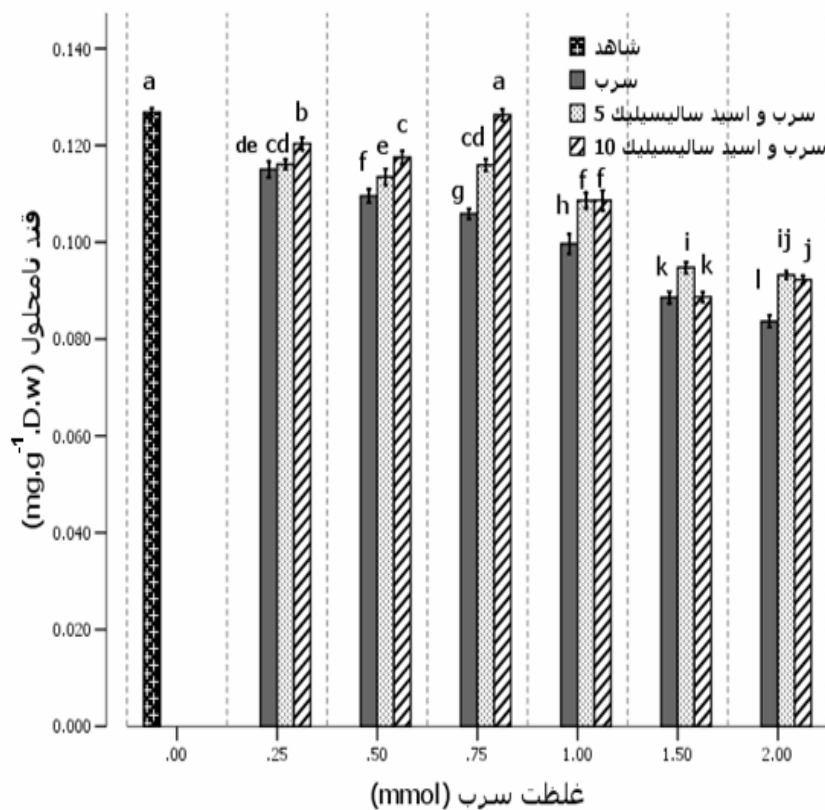 0.140
0.120
0.100
0.080
0.060
0.040
0.020
0.000
قند نامحلول (mg.g-1.D.w)
شاهد
سرب
سرب و اسید سالیسیلیك 5
سرب و اسید سالیسیلیك 10
a
de cd b
f e c
g cd a
h f f
k i k
l ij j
.00 .25 .50 .75 1.00 1.50 2.00
غلظت سرب (mmol)